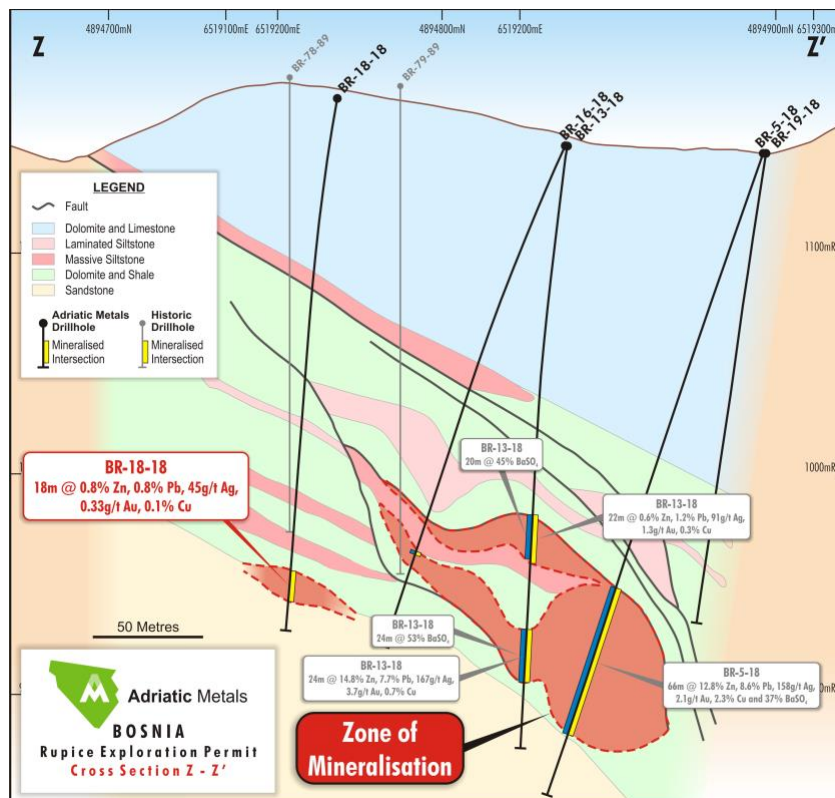 4894700mN
6519100mE
6519200mE
4894800mN
6519200mE
4894900mN
6519300mE
Z
Z'
BR-78-89
BR-18-18
BR-79-89
BR-16-18
BR-13-18
BR-5-18
BR-19-18
LEGEND
Fault
Dolomite and Limestone
Laminated Siltstone
Massive Siltstone
Dolomite and Shale
Sandstone
Adriatic Metals
Drillhole
Historic
Drillhole
Mineralised
Intersection
Mineralised
Intersection
1100mR
1000mR
BR-18-18
18m @ 0.8% Zn, 0.8% Pb, 45g/t Ag,
0.33g/t Au, 0.1% Cu
BR-13-18
20m @ 45% BaSO₄
BR-13-18
22m @ 0.6% Zn, 1.2% Pb, 91g/t Ag,
1.3g/t Au, 0.3% Cu
50 Metres
BR-13-18
24m @ 53% BaSO₄
BR-13-18
24m @ 14.8% Zn, 7.7% Pb, 167g/t Ag,
3.7g/t Au, 0.7% Cu
BR-5-18
66m @ 12.8% Zn, 8.6% Pb, 158g/t Ag,
2.1g/t Au, 2.3% Cu and 37% BaSO₄
Zone of
Mineralisation
Adriatic Metals
BOSNIA
Rupice Exploration Permit
Cross Section Z - Z'